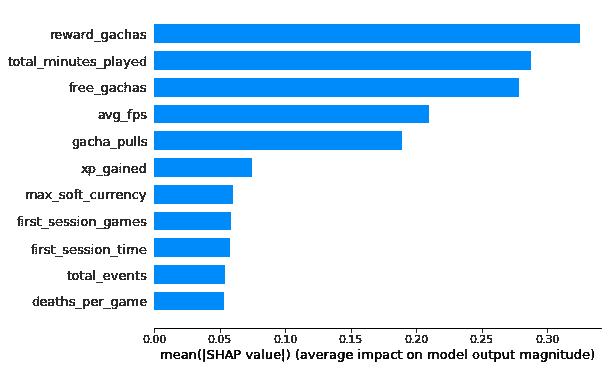 reward_gachas
total_minutes_played
free_gachas
avg_fps
gacha_pulls
xp_gained
max_soft_currency
first_session_games
first_session_time
total_events
deaths_per_game
0.00 0.05 0.10 0.15 0.20 0.25 0.30
mean(|SHAP value|) (average impact on model output magnitude)